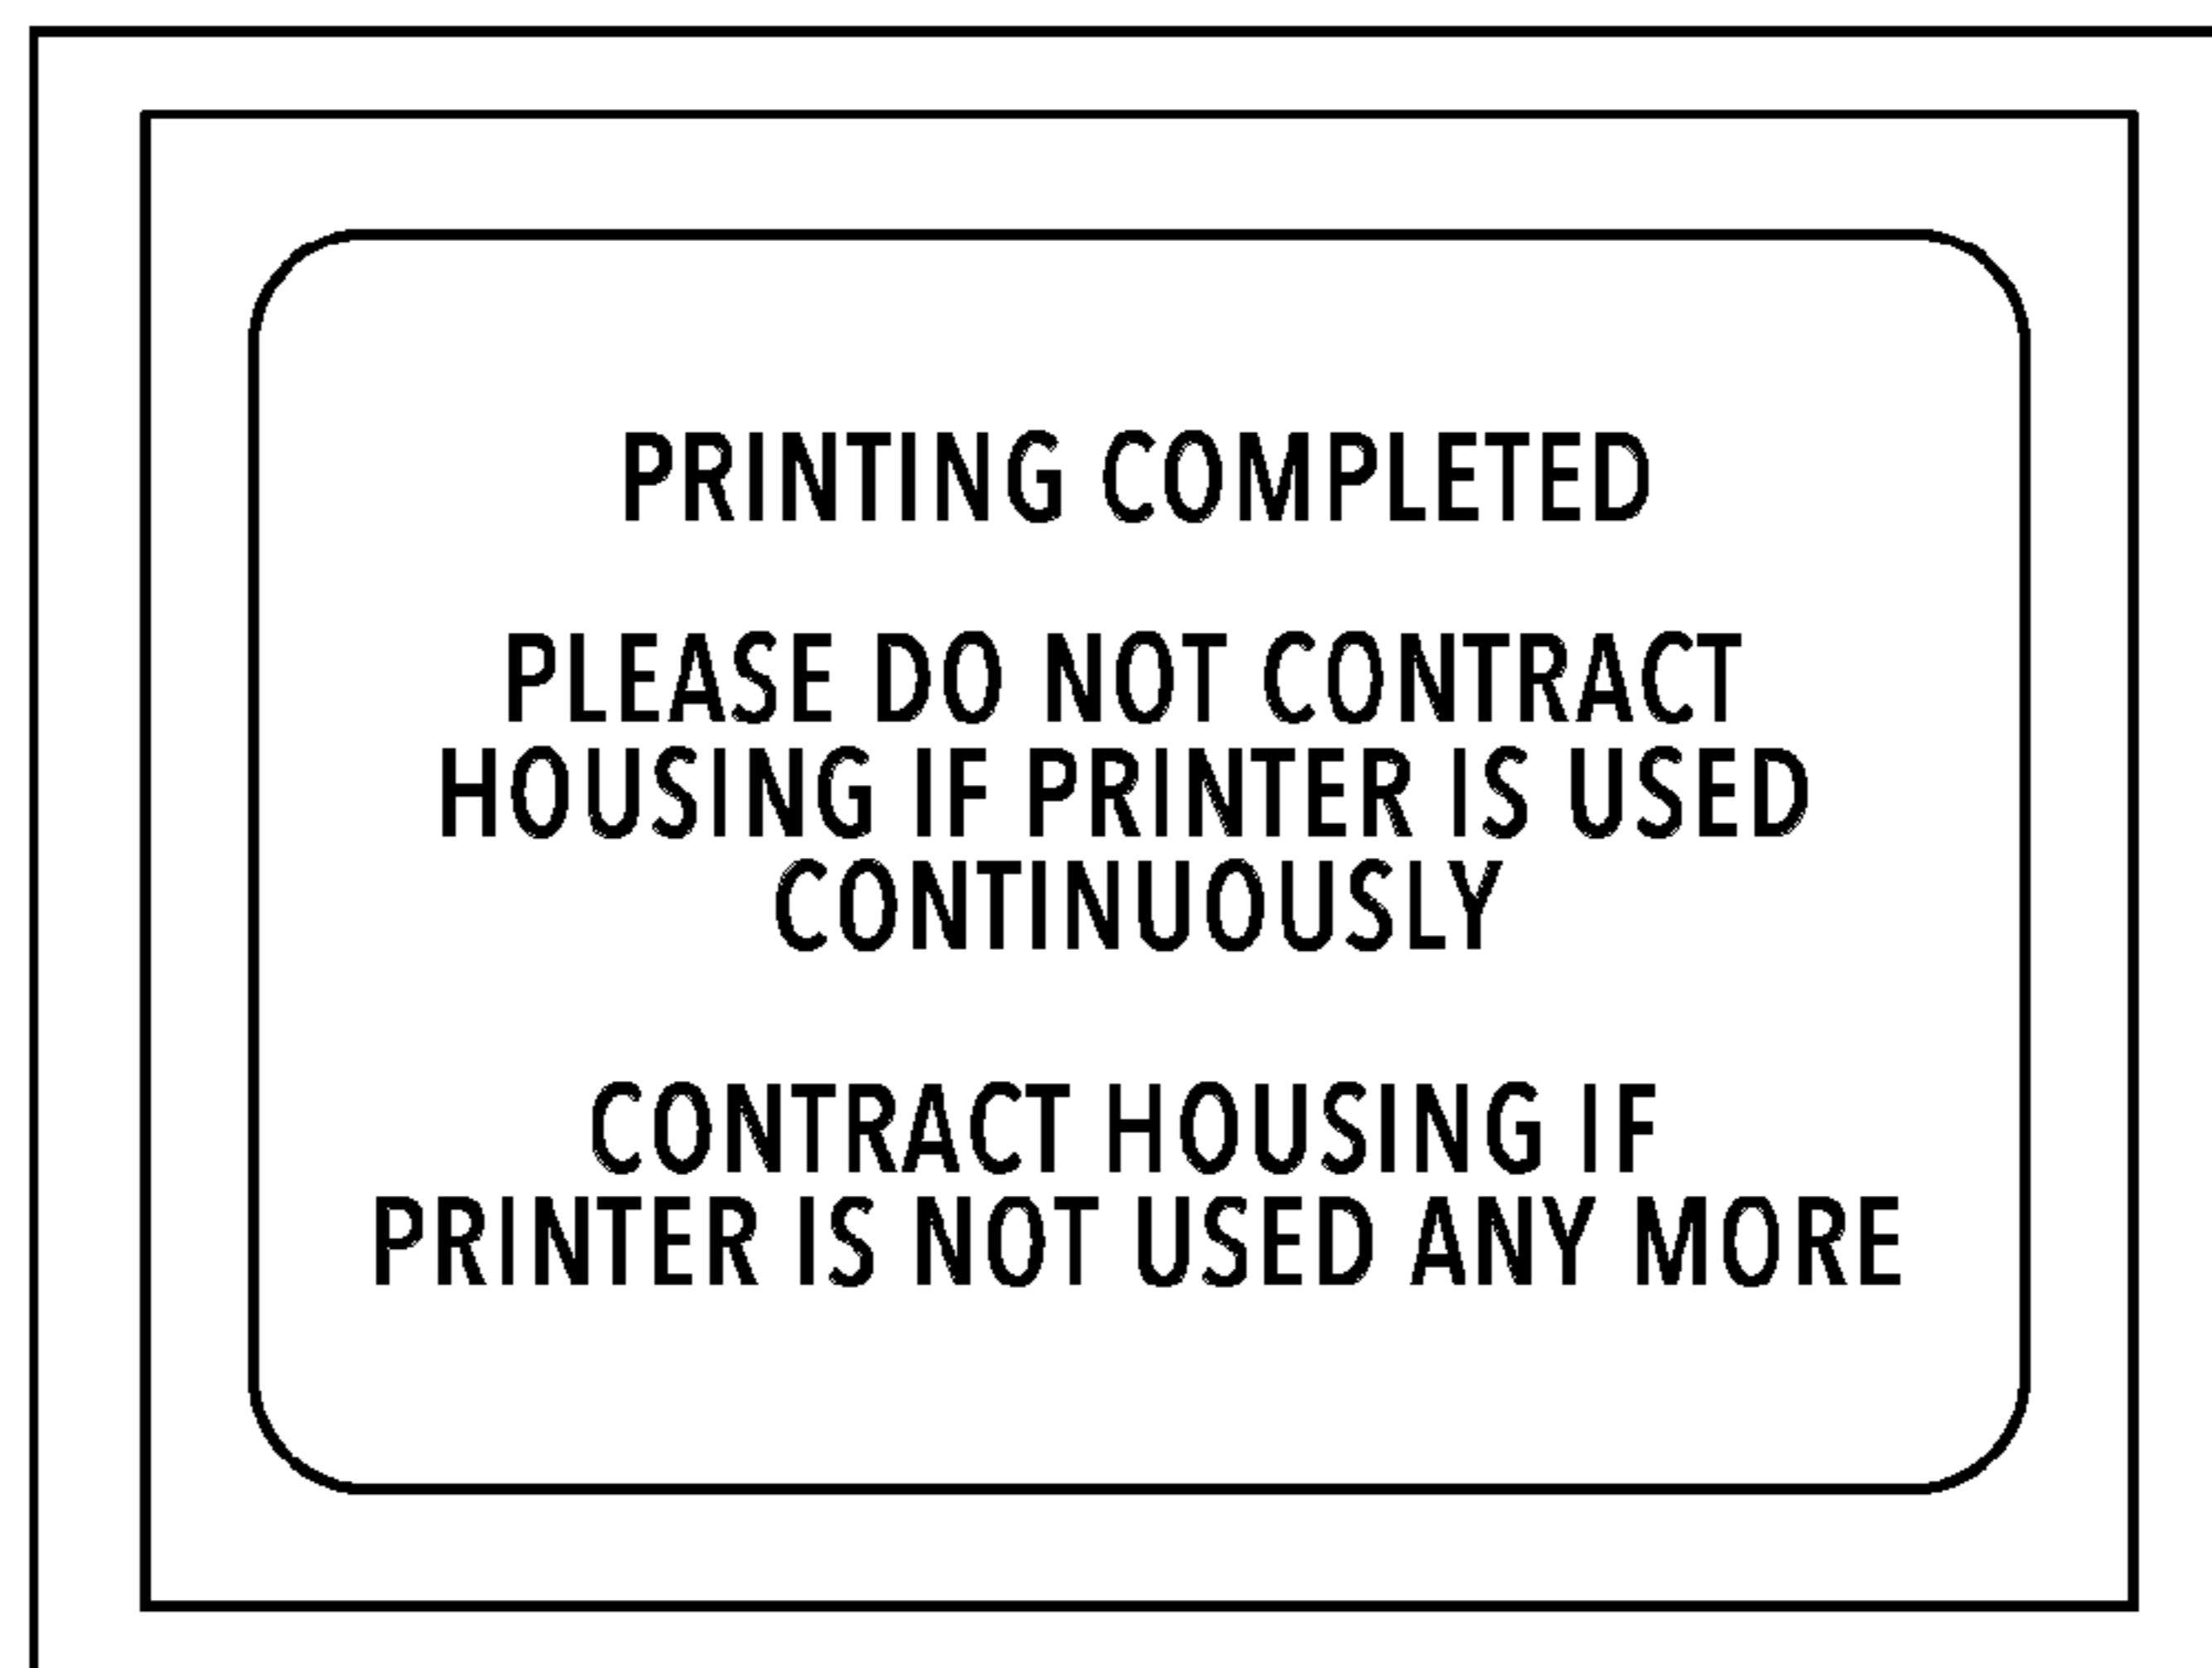 PRINTING COMPLETED
PLEASE DO NOT CONTRACT
HOUSING IF PRINTER IS USED
CONTINUOUSLY
CONTRACT HOUSING IF
PRINTER IS NOT USED ANY MORE